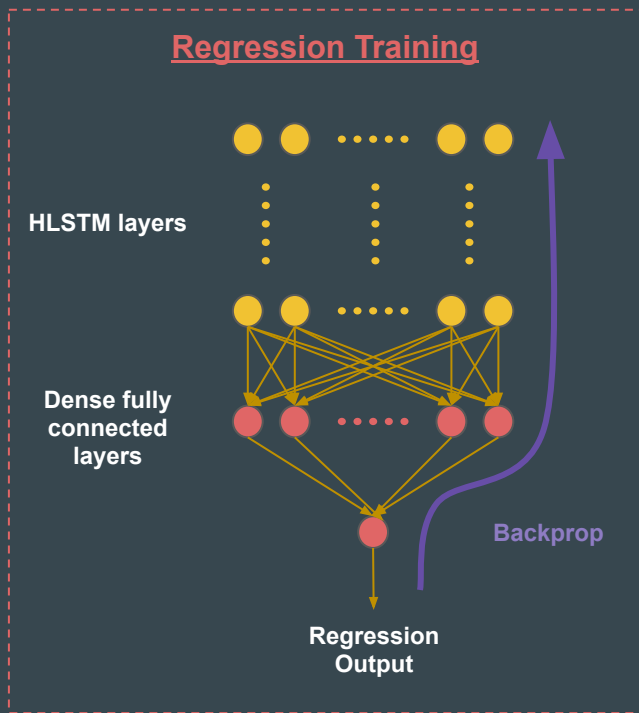 Regression Training
HLSTM layers
Dense fully
connected
layers
Backprop
Regression
Output